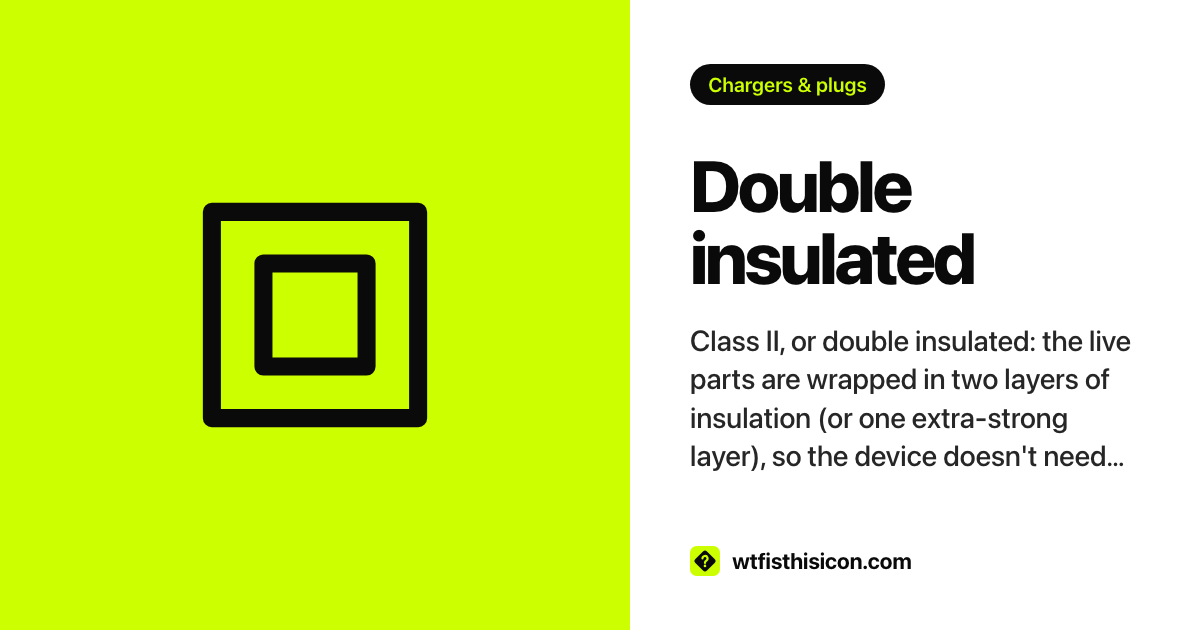 Chargers & plugs
Double
insulated
Class II, or double insulated: the live
parts are wrapped in two layers of
insulation (or one extra-strong
layer), so the device doesn't need...
?
wtfisthisicon.com